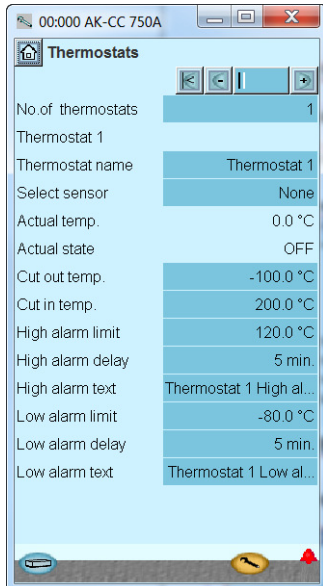 00:000 AK-CC 750A
Thermostats
No.of thermostats 1
Thermostat 1
Thermostat name Thermostat 1
Select sensor None
Actual temp. 0.0 °C
Actual state OFF
Cut out temp. -100.0 °C
Cut in temp. 200.0 °C
High alarm limit 120.0 °C
High alarm delay 5 min.
High alarm text Thermostat 1 High al...
Low alarm limit -80.0 °C
Low alarm delay 5 min.
Low alarm text Thermostat 1 Low al...